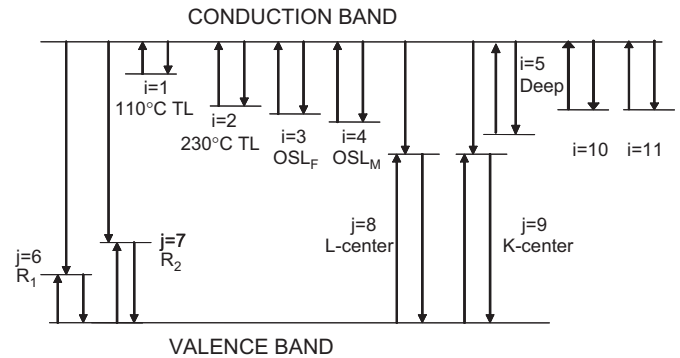 CONDUCTION BAND
i=1
110°C TL
i=2
230°C TL
i=3
OSL_F
i=4
OSL_M
i=5
Deep
i=10
i=11
j=6
R_1
j=7
R_2
j=8
L-center
j=9
K-center
VALENCE BAND